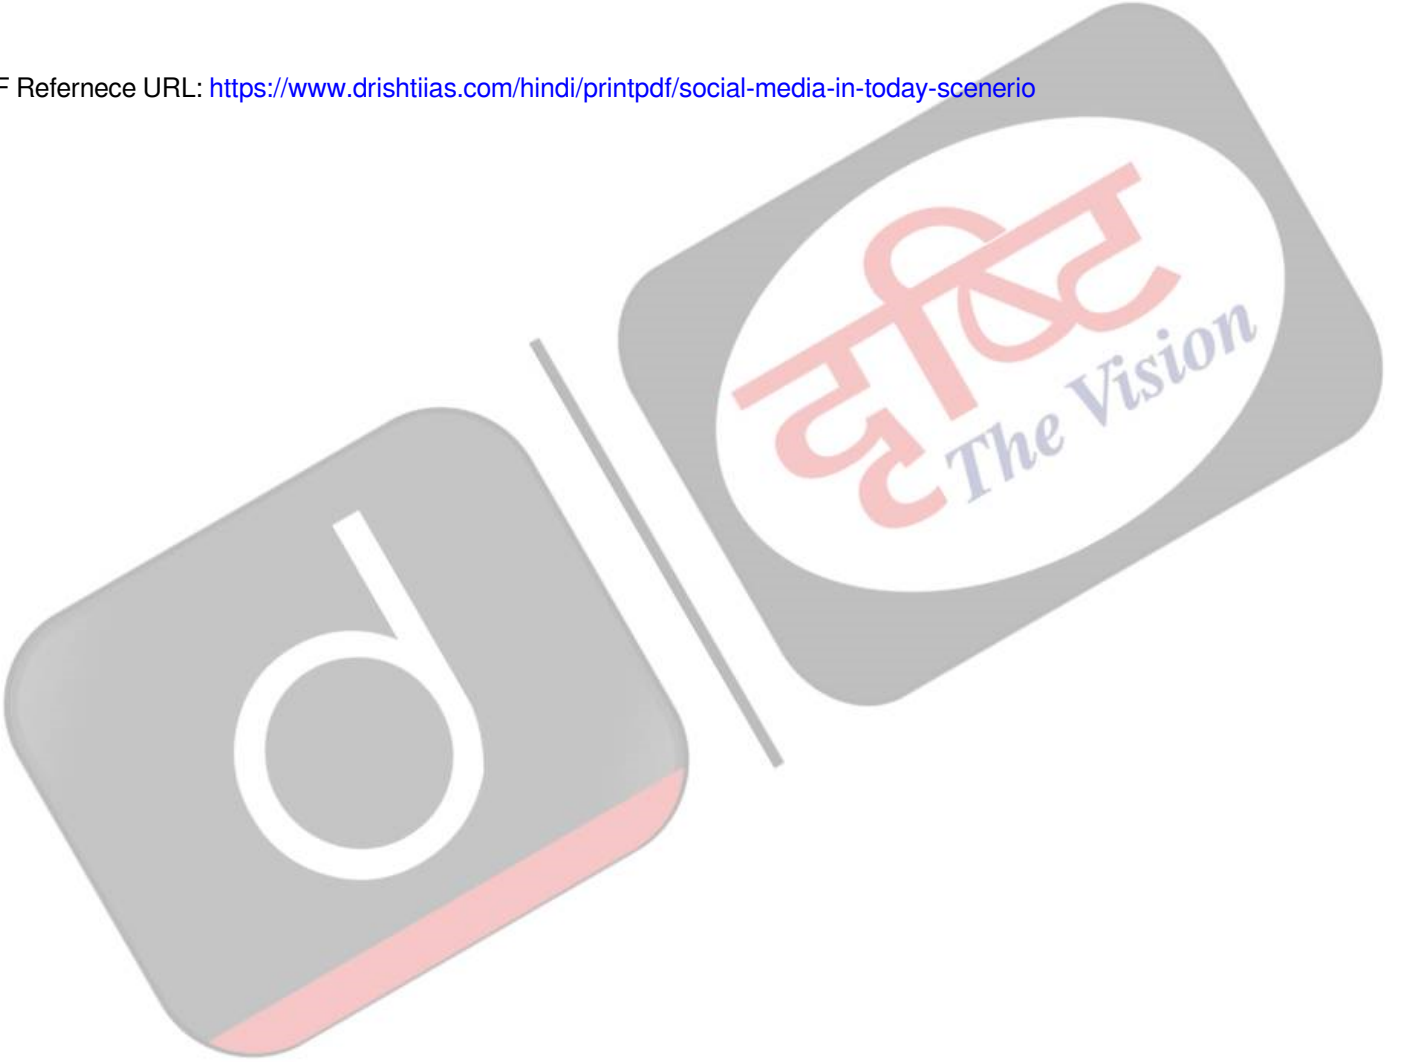 F Refernece URL: https://www.drishtiias.com/hindi/printpdf/social-media-in-today-scenerio
दृष्टि
The Vision
d